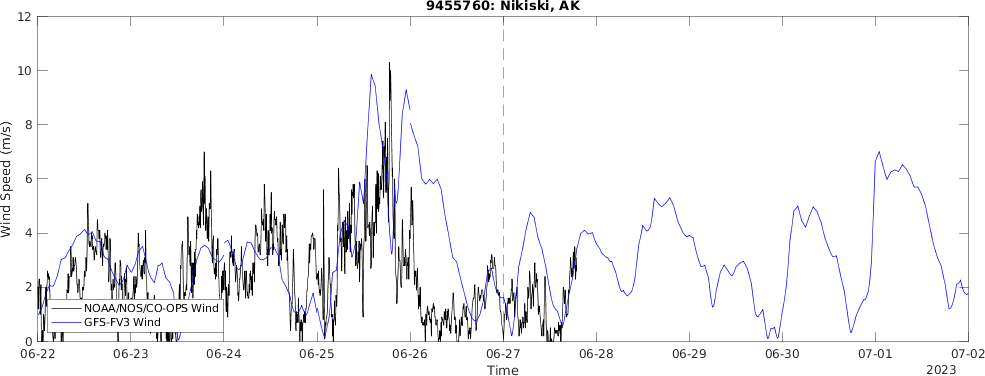 9455760: Nikiski, AK
Wind Speed (m/s)
12
10
8
6
4
2
0
NOAA/NOS/CO-OPS Wind
GFS-FV3 Wind
06-22 06-23 06-24 06-25 06-26 06-27 06-28 06-29 06-30 07-01 07-02
Time
2023